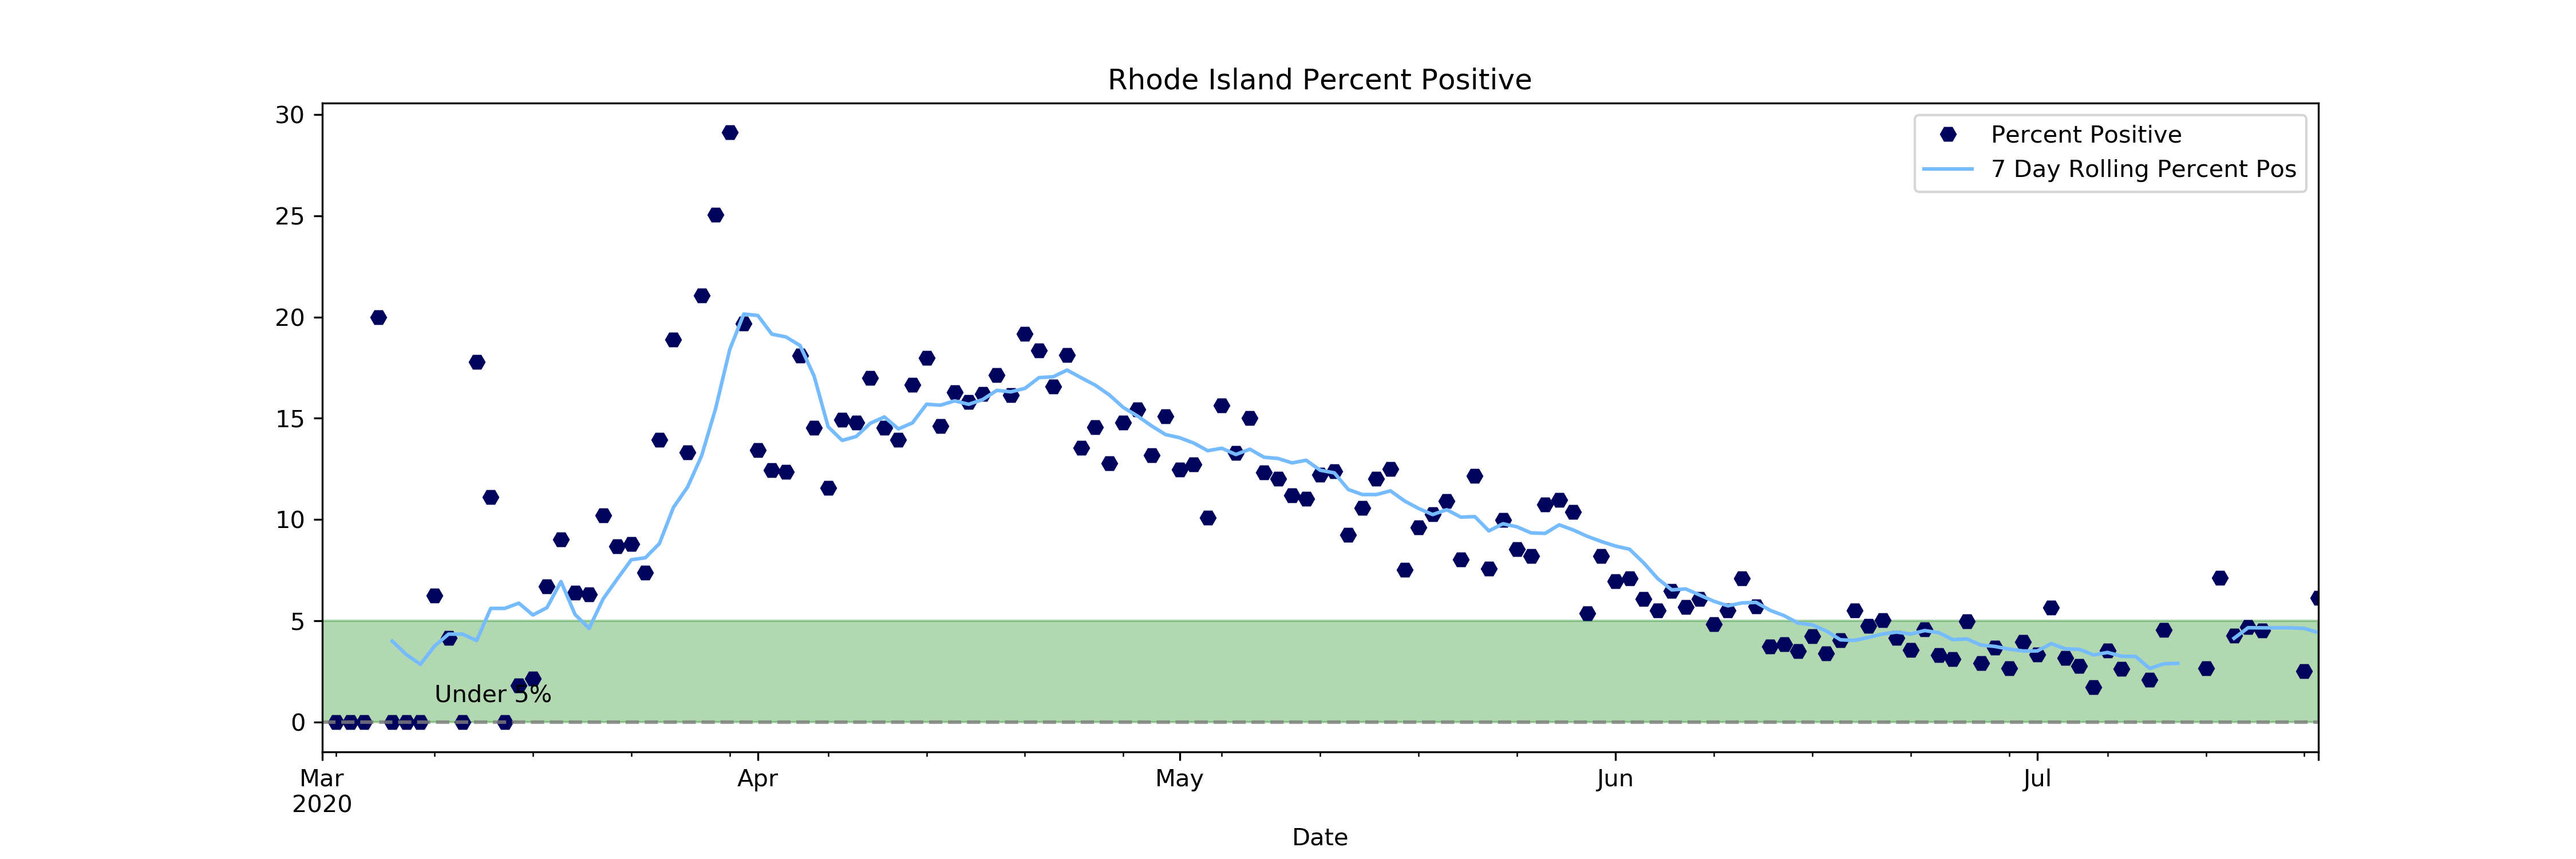 Rhode Island Percent Positive
30
25
20
15
10
5
0
Percent Positive
7 Day Rolling Percent Pos
Under 5%
Mar
2020
Apr
May
Jun
Jul
Date